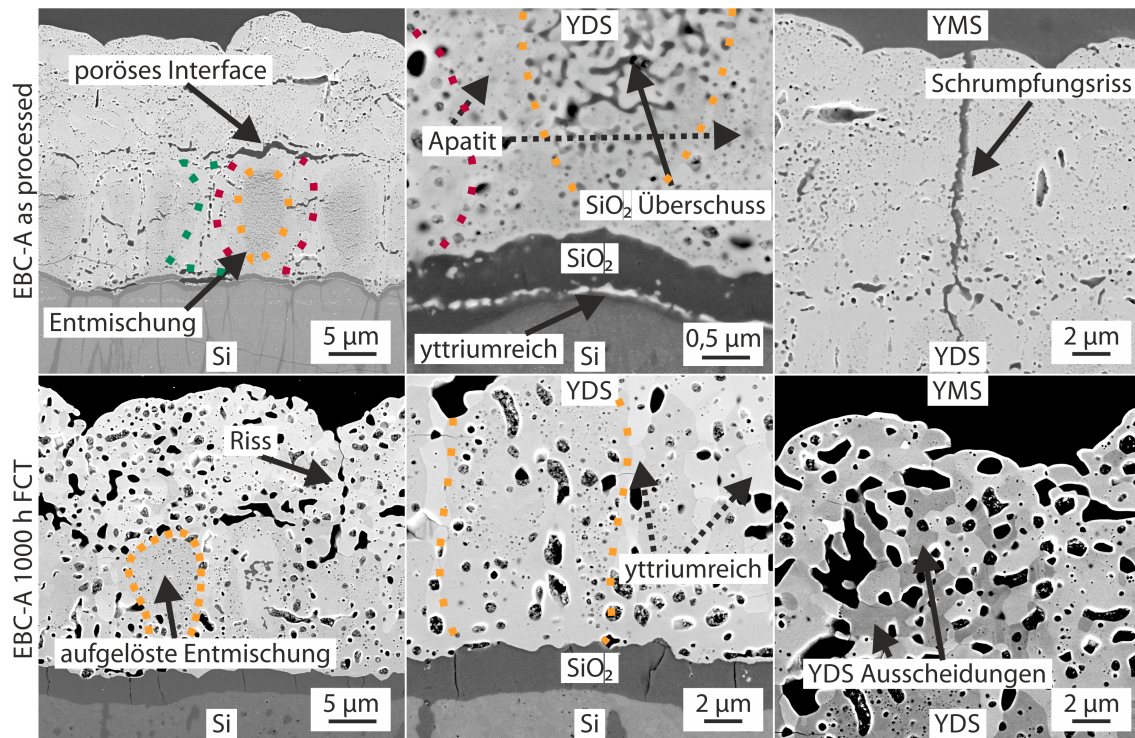 EBC-A as processed
poröses Interface
Entmischung
Si
5 µm
YDS
Apatit
SiO₂ Überschuss
SiO₂
yttriumreich
Si
0,5 µm
YMS
Schrumpfungsriss
YDS
2 µm
EBC-A 1000 h FCT
Riss
aufgelöste Entmischung
Si
5 µm
YDS
yttriumreich
SiO₂
Si
2 µm
YMS
YDS Ausscheidungen
YDS
2 µm